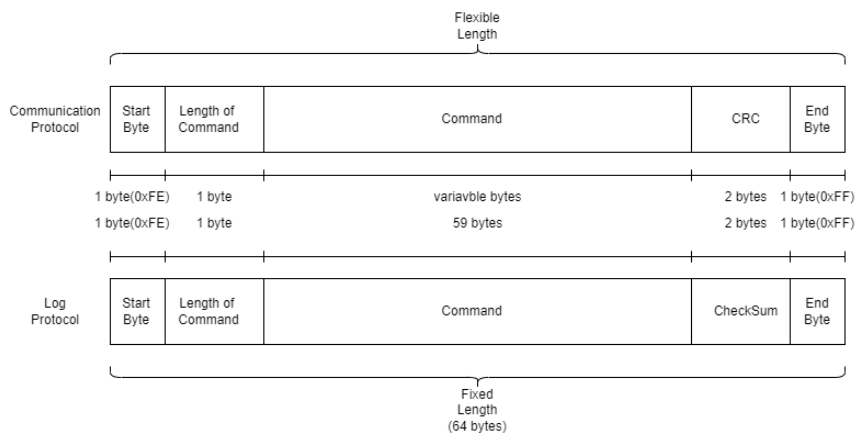 Flexible
Length
Communication
Protocol
Start
Byte
Length of
Command
Command
CRC
End
Byte
1 byte(0xFE)
1 byte
variavble bytes
2 bytes
1 byte(0xFF)
1 byte(0xFE)
1 byte
59 bytes
2 bytes
1 byte(0xFF)
Log
Protocol
Start
Byte
Length of
Command
Command
CheckSum
End
Byte
Fixed
Length
(64 bytes)